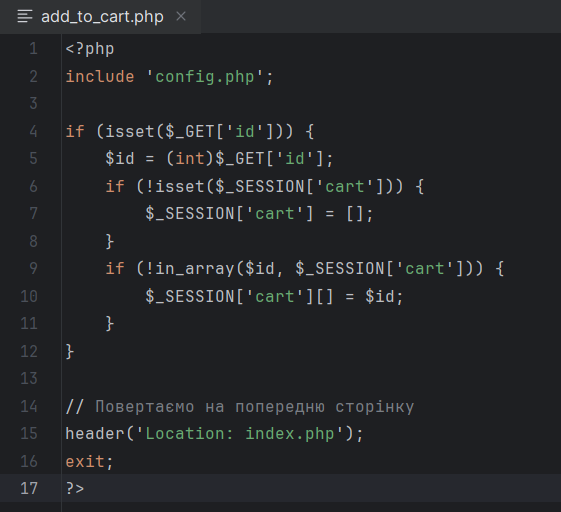 add_to_cart.php ×
1 <?php
2 include 'config.php';
3
4 if (isset($_GET['id'])) {
5     $id = (int)$_GET['id'];
6     if (!isset($_SESSION['cart'])) {
7         $_SESSION['cart'] = [];
8     }
9     if (!in_array($id, $_SESSION['cart'])) {
10         $_SESSION['cart'][] = $id;
11     }
12 }
13
14 // Повертаємо на попередню сторінку
15 header('Location: index.php');
16 exit;
17 ?>